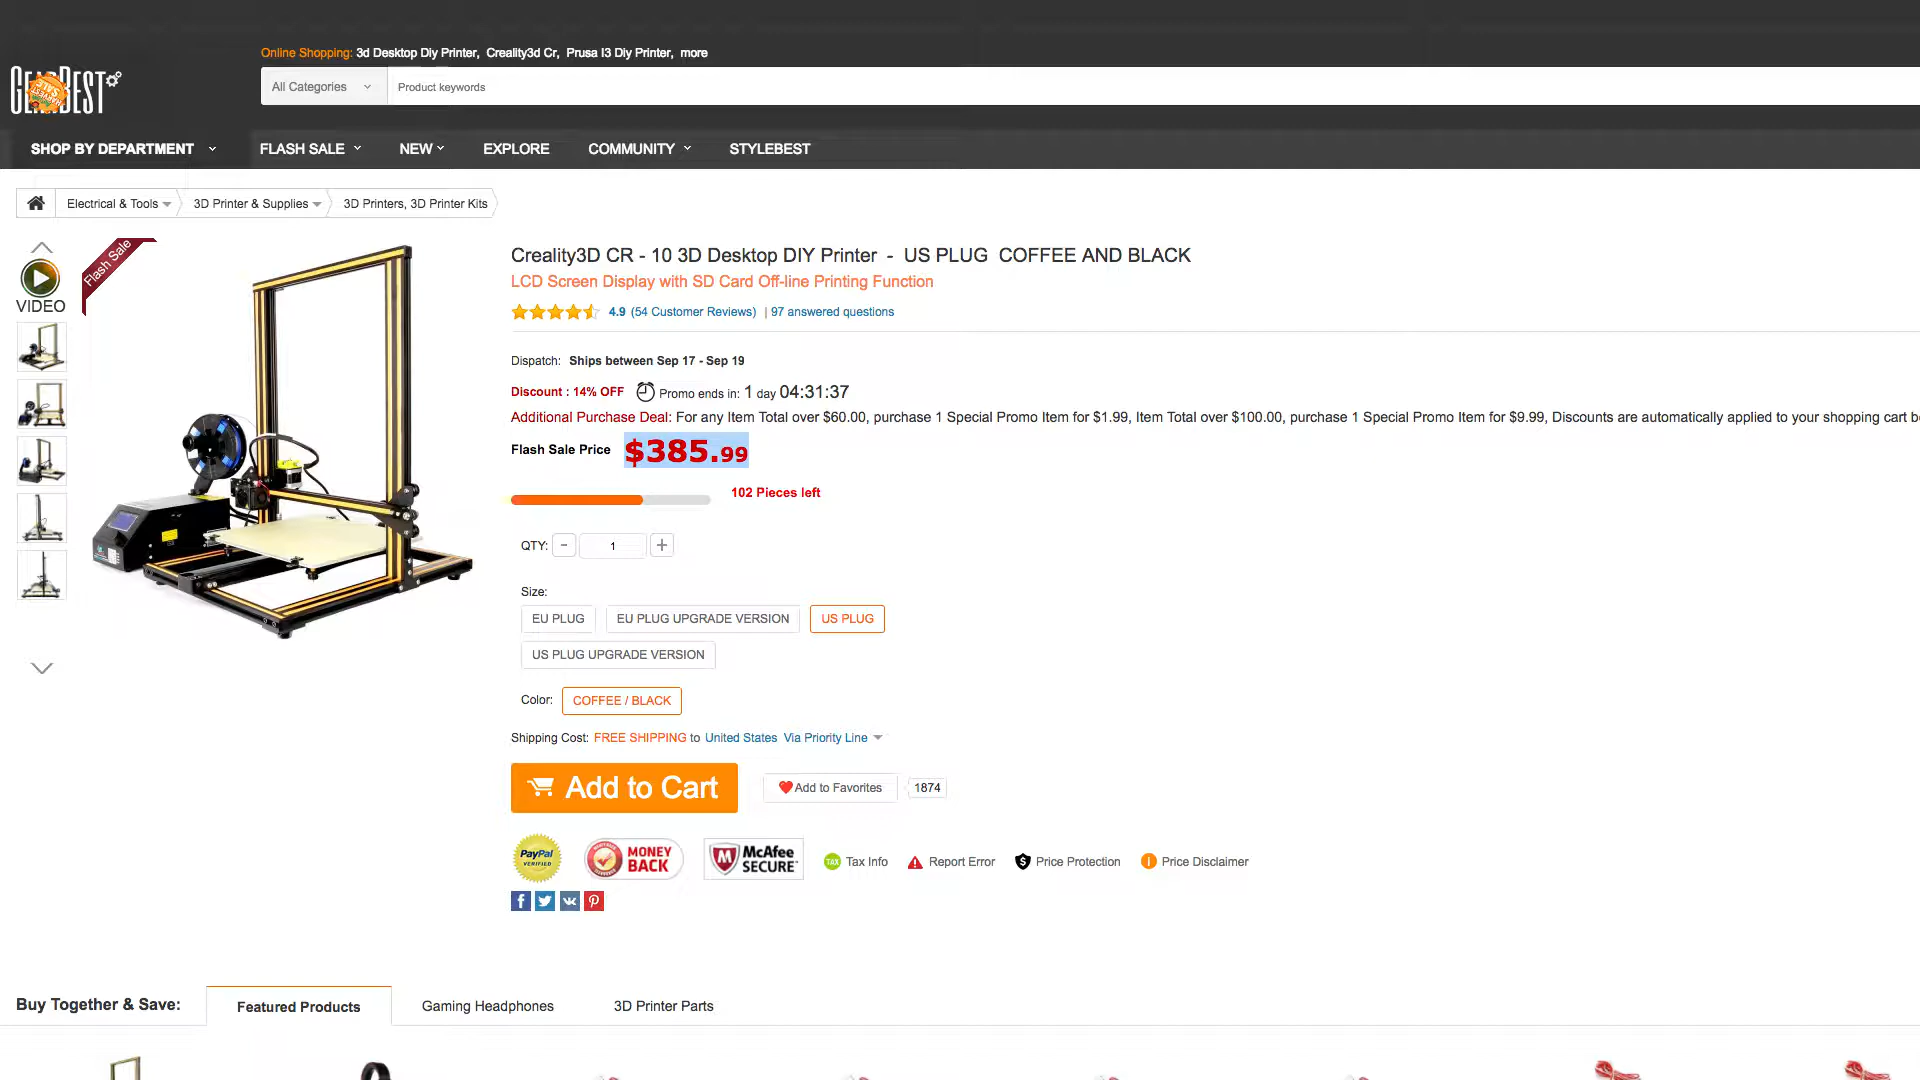 Online Shopping: 3d Desktop Diy Printer, Creality3d Cr, Prusa I3 Diy Printer, more
GEARBEST
All Categories
Product keywords
SHOP BY DEPARTMENT
FLASH SALE
NEW
EXPLORE
COMMUNITY
STYLEBEST
Electrical & Tools
3D Printer & Supplies
3D Printers, 3D Printer Kits
VIDEO
Flash Sale
Creality3D CR - 10 3D Desktop DIY Printer - US PLUG COFFEE AND BLACK
LCD Screen Display with SD Card Off-line Printing Function
4.9 (54 Customer Reviews) | 97 answered questions
Dispatch: Ships between Sep 17 - Sep 19
Discount : 14% OFF Promo ends in: 1 day 04:31:37
Additional Purchase Deal: For any Item Total over $60.00, purchase 1 Special Promo Item for $1.99, Item Total over $100.00, purchase 1 Special Promo Item for $9.99, Discounts are automatically applied to your shopping cart
Flash Sale Price $385.99
102 Pieces left
QTY: - 1 +
Size:
EU PLUG
EU PLUG UPGRADE VERSION
US PLUG
US PLUG UPGRADE VERSION
Color: COFFEE / BLACK
Shipping Cost: FREE SHIPPING to United States Via Priority Line
Add to Cart
Add to Favorites
1874
PayPal VERIFIED
MONEY BACK
McAfee SECURE
TAX Tax Info
Report Error
Price Protection
Price Disclaimer
Buy Together & Save:
Featured Products
Gaming Headphones
3D Printer Parts